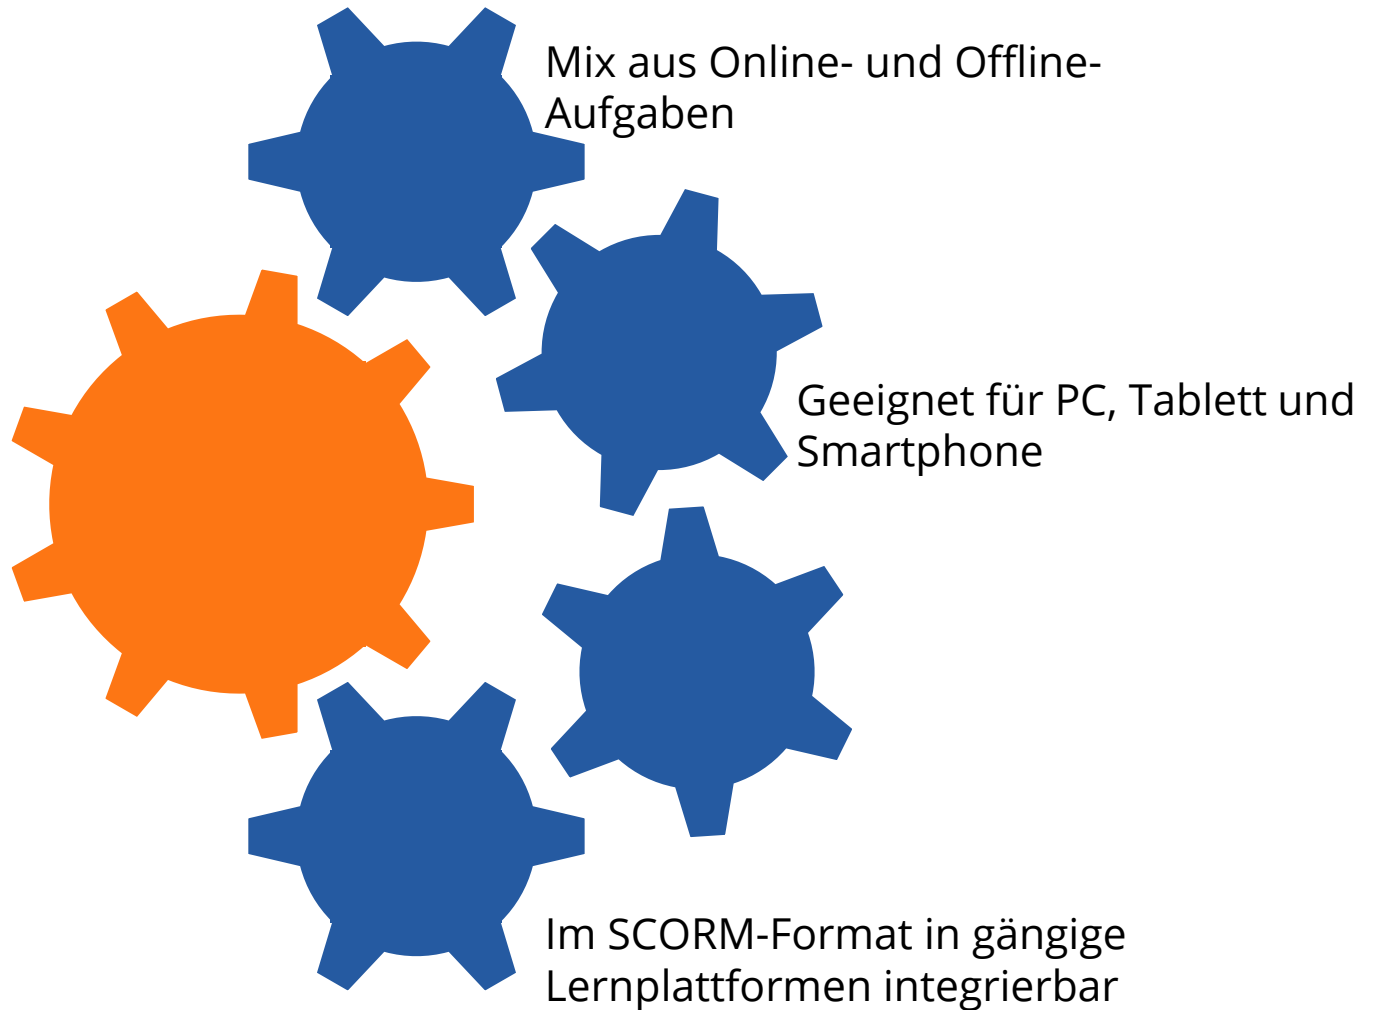 Mix aus Online- und Offline-
Aufgaben
Geeignet für PC, Tablett und
Smartphone
Im SCORM-Format in gängige
Lernplattformen integrierbar